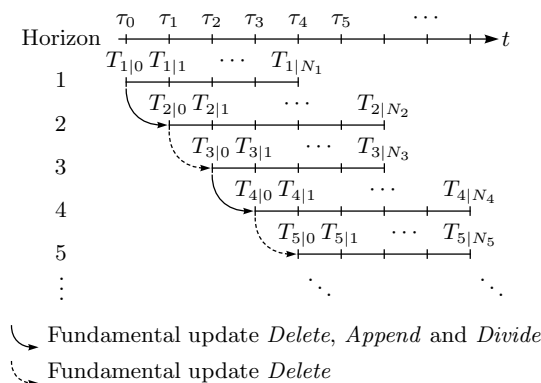 τ₀ τ₁ τ₂ τ₃ τ₄ τ₅ ⋯
Horizon t
T₁|₀ T₁|₁ ⋯ T₁|N₁
1
T₂|₀ T₂|₁ ⋯ T₂|N₂
2
T₃|₀ T₃|₁ ⋯ T₃|N₃
3
T₄|₀ T₄|₁ ⋯ T₄|N₄
4
T₅|₀ T₅|₁ ⋯ T₅|N₅
5
⋮ ⋱ ⋱
Fundamental update Delete, Append and Divide
Fundamental update Delete